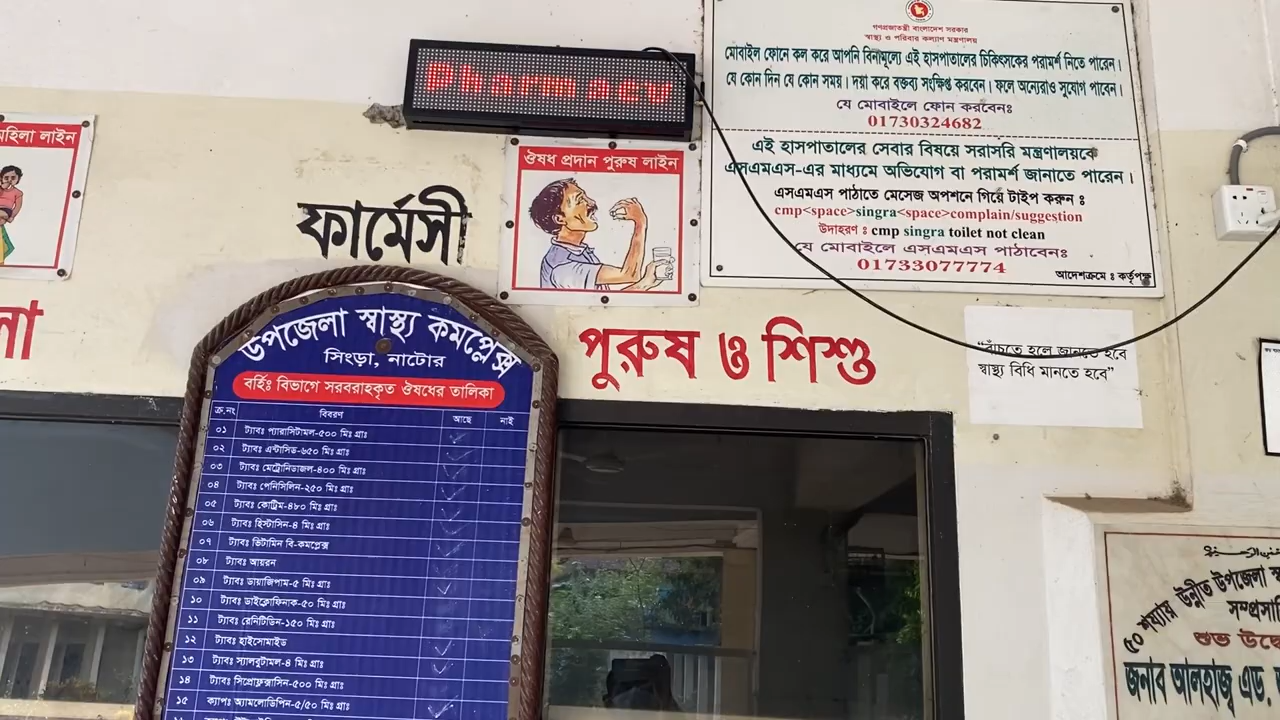 Pharmacy
গণপ্রজাতন্ত্রী বাংলাদেশ সরকার
স্বাস্থ্য ও পরিবার কল্যাণ মন্ত্রণালয়
মোবাইল ফোনে কল করে আপনি বিনামূল্যে এই হাসপাতালের চিকিৎসকের পরামর্শ নিতে পারেন।
যে কোন দিন যে কোন সময়। দয়া করে বক্তব্য সংক্ষিপ্ত করবেন। ফলে অন্যেরাও সুযোগ পাবেন।
যে মোবাইলে ফোন করবেনঃ
01730324682
এই হাসপাতালের সেবার বিষয়ে সরাসরি মন্ত্রণালয়কে
এসএমএস-এর মাধ্যমে অভিযোগ বা পরামর্শ জানাতে পারেন।
এসএমএস পাঠাতে মেসেজ অপশনে গিয়ে টাইপ করুন ঃ
cmp<space>singra<space>complain/suggestion
উদাহরণ ঃ cmp singra toilet not clean
যে মোবাইলে এসএমএস পাঠাবেনঃ
01733077774
আদেশক্রমে ঃ কর্তৃপক্ষ
মহিলা লাইন
ঔষধ প্রদান পুরুষ লাইন
ফার্মেসী
পুরুষ ও শিশু
"বাঁচতে হলে জানতে হবে
স্বাস্থ্য বিধি মানতে হবে"
উপজেলা স্বাস্থ্য কমপ্লেক্স
সিংড়া, নাটোর
বর্হিঃ বিভাগে সরবরাহকৃত ঔষধের তালিকা
ক্র.নং বিবরণ আছে নাই
০১ ট্যাবঃ প্যারাসিটামল-৫০০ মিঃ গ্রাঃ
০২ ট্যাবঃ এন্টাসিড-৬৫০ মিঃ গ্রাঃ
০৩ ট্যাবঃ মেট্রোনিডাজল-৪০০ মিঃ গ্রাঃ
০৪ ট্যাবঃ পেনিসিলিন-২৫০ মিঃ গ্রাঃ
০৫ ট্যাবঃ কোট্রিম-৪৮০ মিঃ গ্রাঃ
০৬ ট্যাবঃ হিস্টাসিন-৪ মিঃ গ্রাঃ
০৭ ট্যাবঃ ভিটামিন বি-কমপ্লেক্স
০৮ ট্যাবঃ আয়রন
০৯ ট্যাবঃ ডায়াজিপাম-৫ মিঃ গ্রাঃ
১০ ট্যাবঃ ডাইক্লোফিনাক-৫০ মিঃ গ্রাঃ
১১ ট্যাবঃ রেনিটিডিন-১৫০ মিঃ গ্রাঃ
১২ ট্যাবঃ হাইসোমাইড
১৩ ট্যাবঃ স্যালবুটামল-৪ মিঃ গ্রাঃ
১৪ ট্যাবঃ সিপ্রোফ্লক্সাসিন-৫০০ মিঃ গ্রাঃ
১৫ ক্যাপঃ অ্যামলোডিপিন-৫/৫০ মিঃ গ্রাঃ
৫০ শয্যায় উন্নীত উপজেলা
সম্প্রসারি
শুভ উদ্বো
জনাব আলহাজ্ব এড.